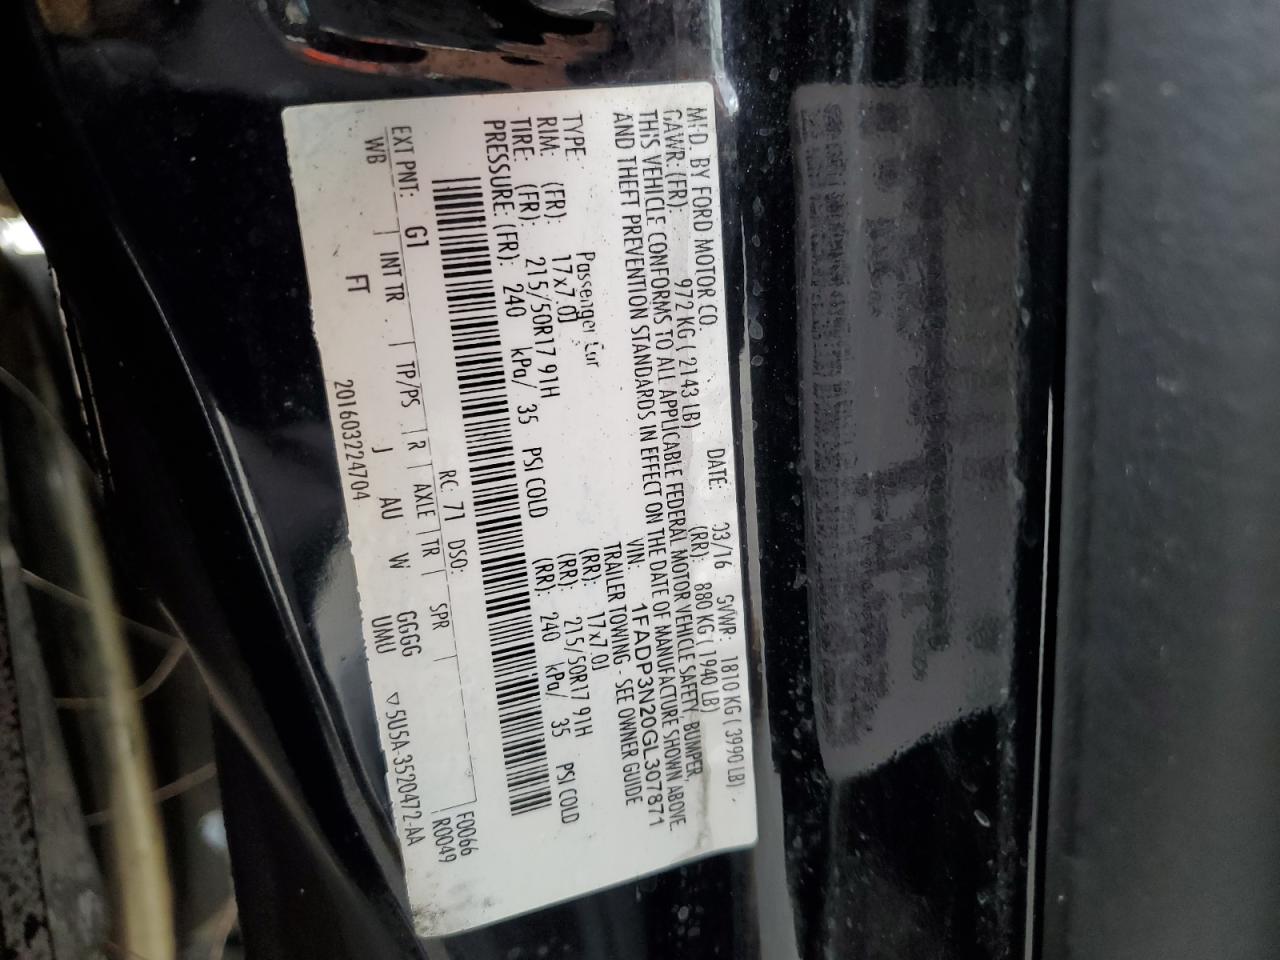 MFD. BY FORD MOTOR CO.
DATE: 03/16 GVWR: 1810 KG ( 3990 LB)
GAWR: (FR): 972 KG ( 2143 LB) (RR): 880 KG ( 1940 LB)
THIS VEHICLE CONFORMS TO ALL APPLICABLE FEDERAL MOTOR VEHICLE SAFETY, BUMPER,
AND THEFT PREVENTION STANDARDS IN EFFECT ON THE DATE OF MANUFACTURE SHOWN ABOVE.
VIN: 1FADP3N20GL307871
TYPE: Passenger Car TRAILER TOWING - SEE OWNER GUIDE
RIM: (FR): 17x7.0J (RR): 17x7.0J
TIRE: (FR): 215/50R17 91H (RR): 215/50R17 91H
PRESSURE: (FR): 240 kPa/ 35 PSI COLD (RR): 240 kPa/ 35 PSI COLD
RC: 71 DSO: F0066
EXT PNT: G1 R0049
WB INT TR TP/PS R AXLE TR SPR
FT J AU W GGGG
201603224704 UMU ▽5U5A-3520472-AA